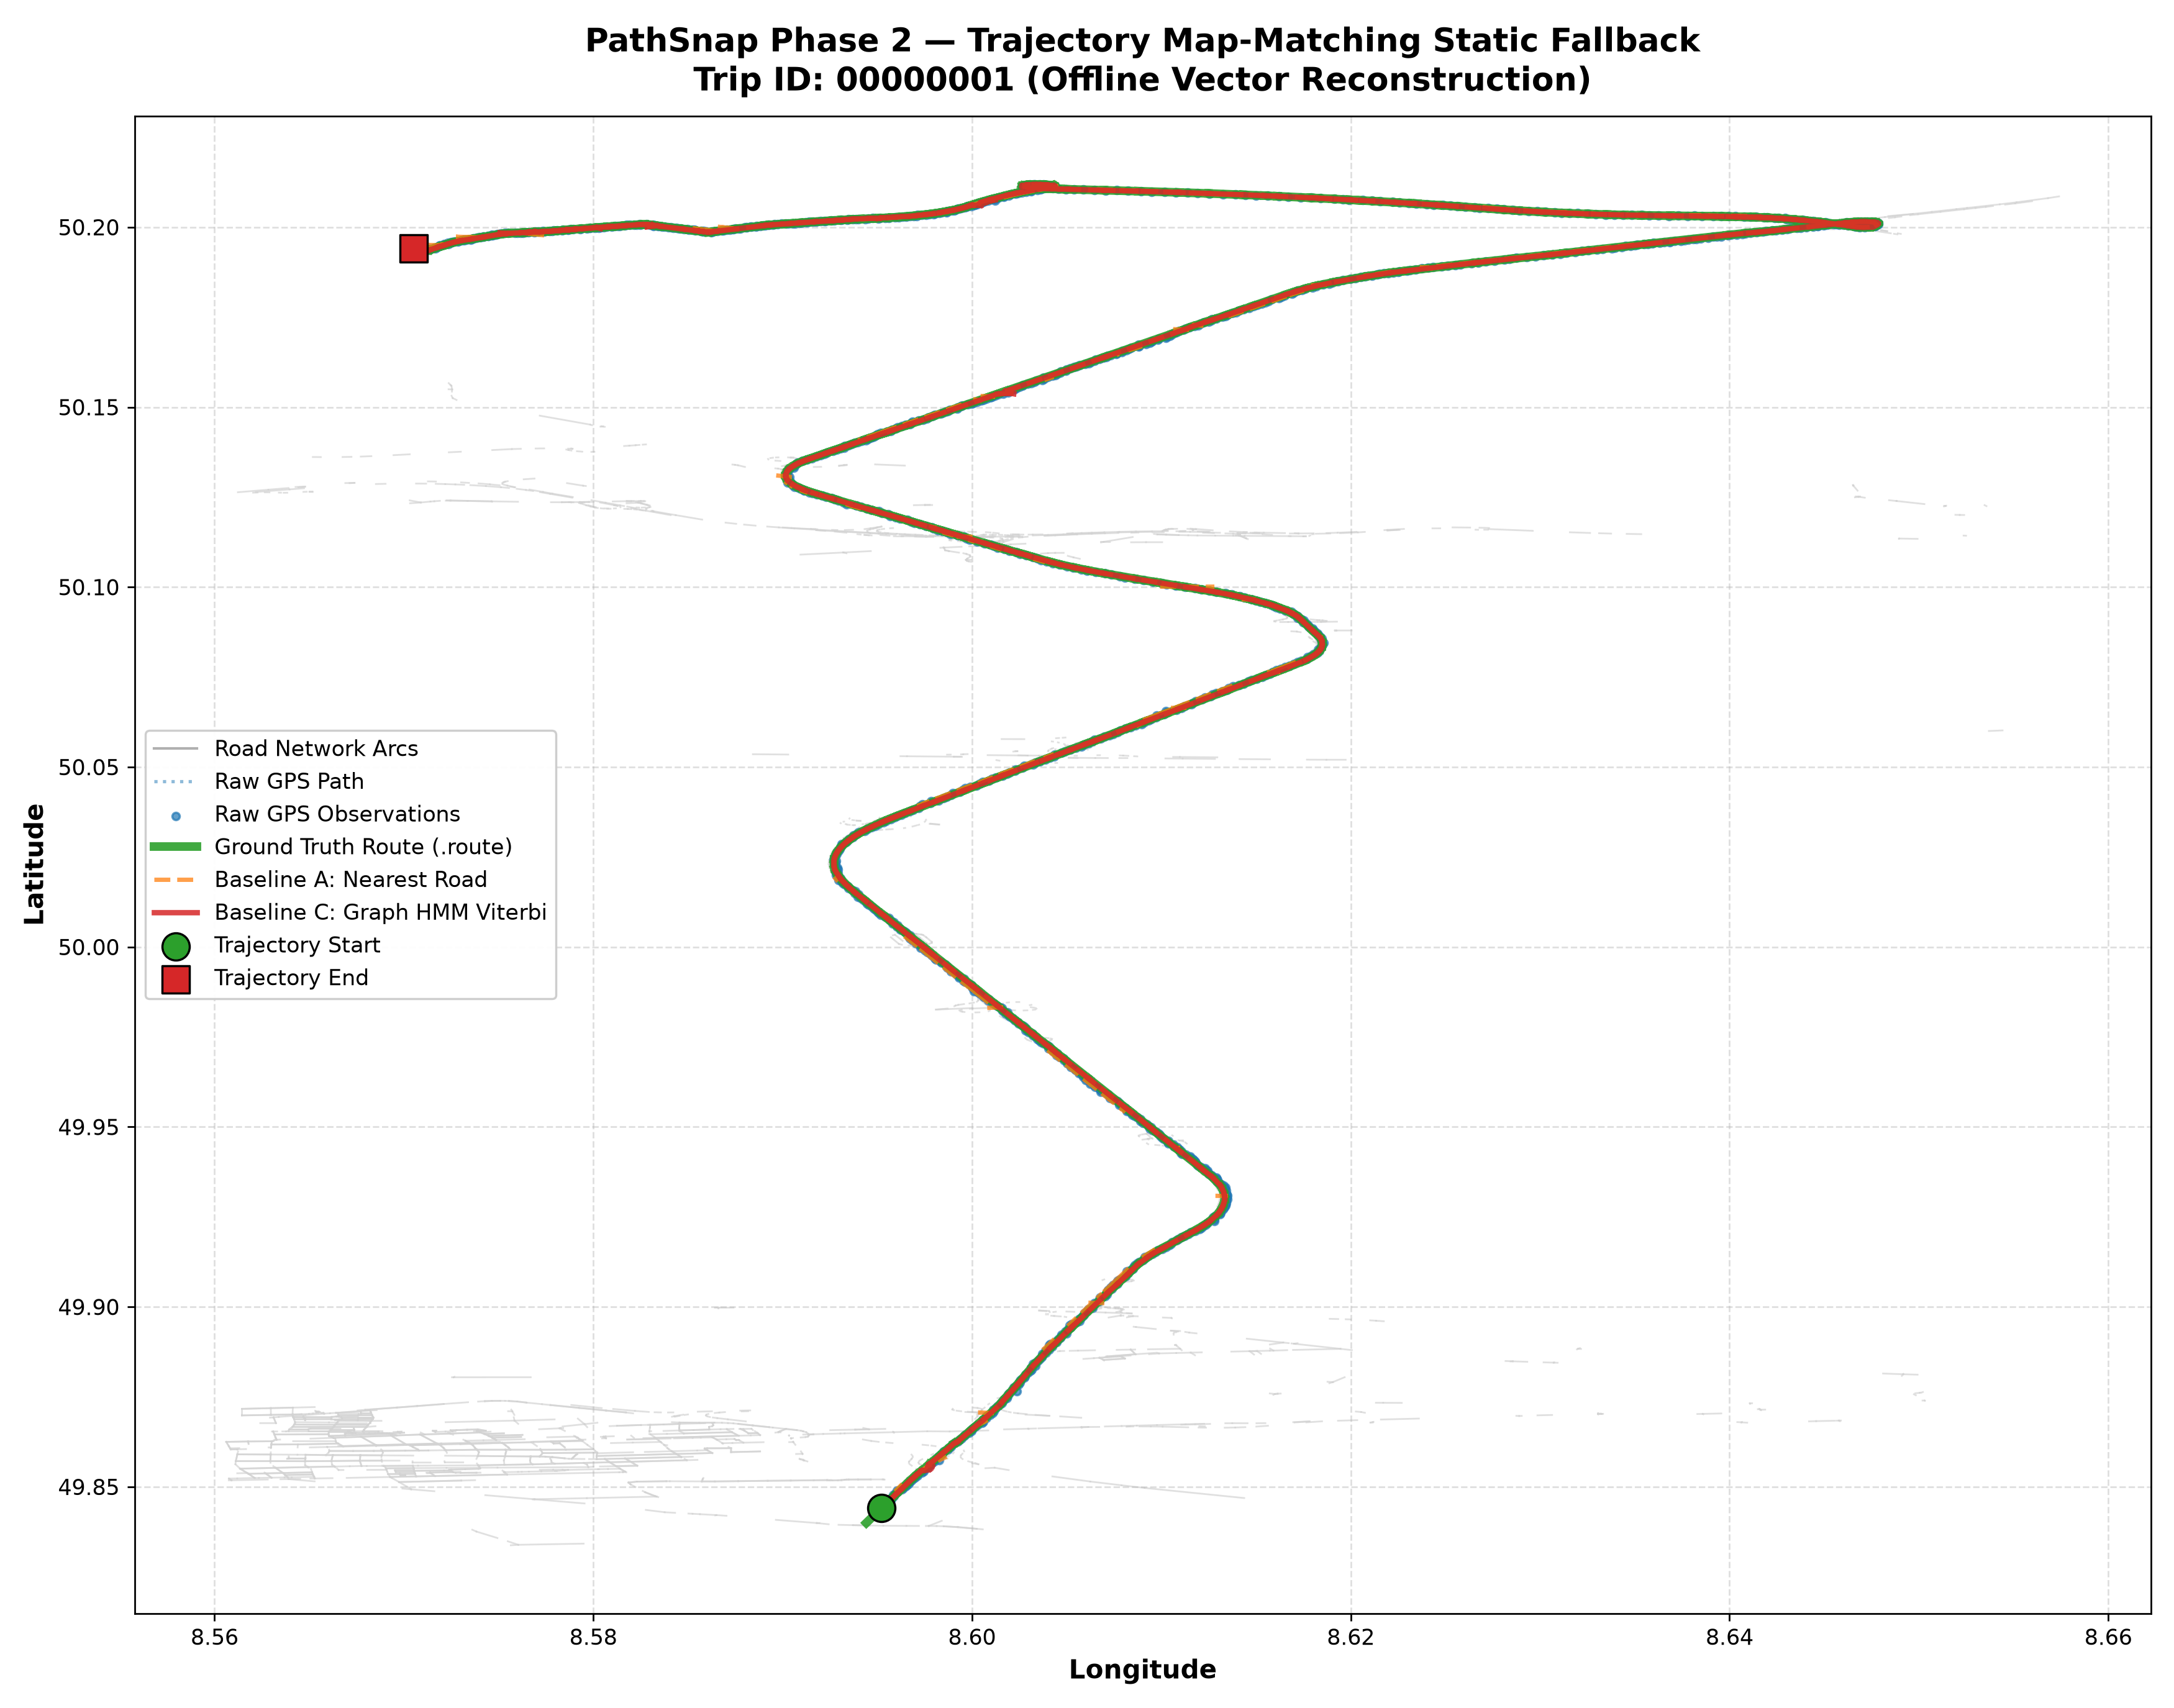 PathSnap Phase 2 — Trajectory Map-Matching Static Fallback
Trip ID: 00000001 (Offline Vector Reconstruction)
50.20
50.15
50.10
50.05
50.00
49.95
49.90
49.85
Latitude
Road Network Arcs
Raw GPS Path
Raw GPS Observations
Ground Truth Route (.route)
Baseline A: Nearest Road
Baseline C: Graph HMM Viterbi
Trajectory Start
Trajectory End
8.56 8.58 8.60 8.62 8.64 8.66
Longitude